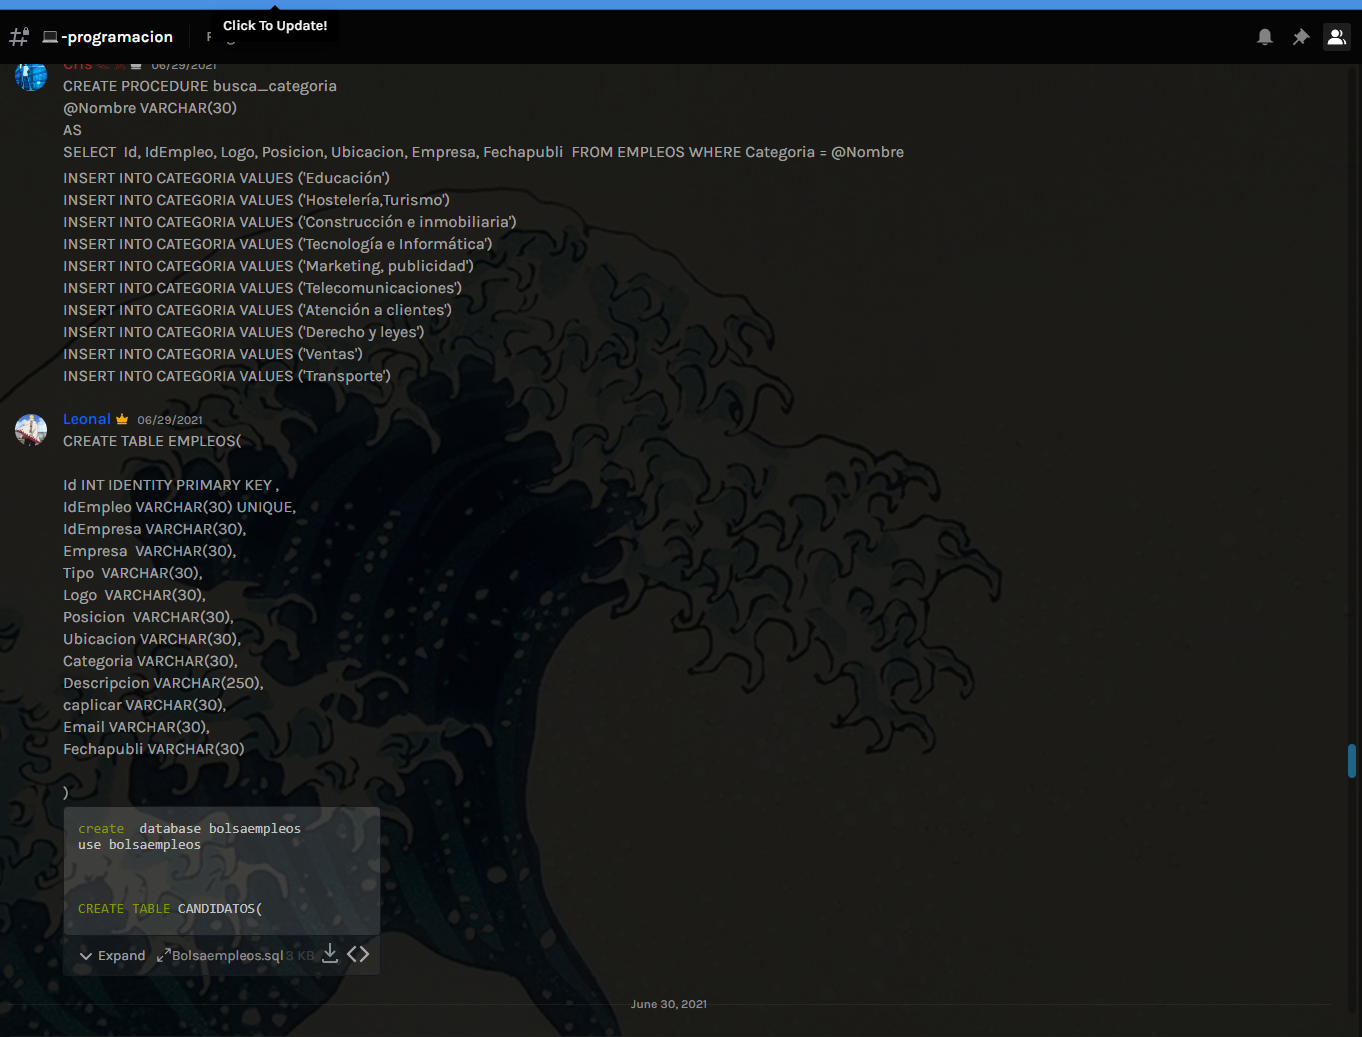 Click To Update!
-programacion
Cris 06/29/2021
CREATE PROCEDURE busca_categoria
@Nombre VARCHAR(30)
AS
SELECT  Id, IdEmpleo, Logo, Posicion, Ubicacion, Empresa, Fechapubli  FROM EMPLEOS WHERE Categoria = @Nombre
INSERT INTO CATEGORIA VALUES ('Educación')
INSERT INTO CATEGORIA VALUES ('Hostelería,Turismo')
INSERT INTO CATEGORIA VALUES ('Construcción e inmobiliaria')
INSERT INTO CATEGORIA VALUES ('Tecnología e Informática')
INSERT INTO CATEGORIA VALUES ('Marketing, publicidad')
INSERT INTO CATEGORIA VALUES ('Telecomunicaciones')
INSERT INTO CATEGORIA VALUES ('Atención a clientes')
INSERT INTO CATEGORIA VALUES ('Derecho y leyes')
INSERT INTO CATEGORIA VALUES ('Ventas')
INSERT INTO CATEGORIA VALUES ('Transporte')
Leonal 06/29/2021
CREATE TABLE EMPLEOS(
Id INT IDENTITY PRIMARY KEY ,
IdEmpleo VARCHAR(30) UNIQUE,
IdEmpresa VARCHAR(30),
Empresa  VARCHAR(30),
Tipo  VARCHAR(30),
Logo  VARCHAR(30),
Posicion  VARCHAR(30),
Ubicacion VARCHAR(30),
Categoria VARCHAR(30),
Descripcion VARCHAR(250),
caplicar VARCHAR(30),
Email VARCHAR(30),
Fechapubli VARCHAR(30)
)
create  database bolsaempleos
use bolsaempleos
CREATE TABLE CANDIDATOS(
Expand Bolsaempleos.sql 3 KB
June 30, 2021